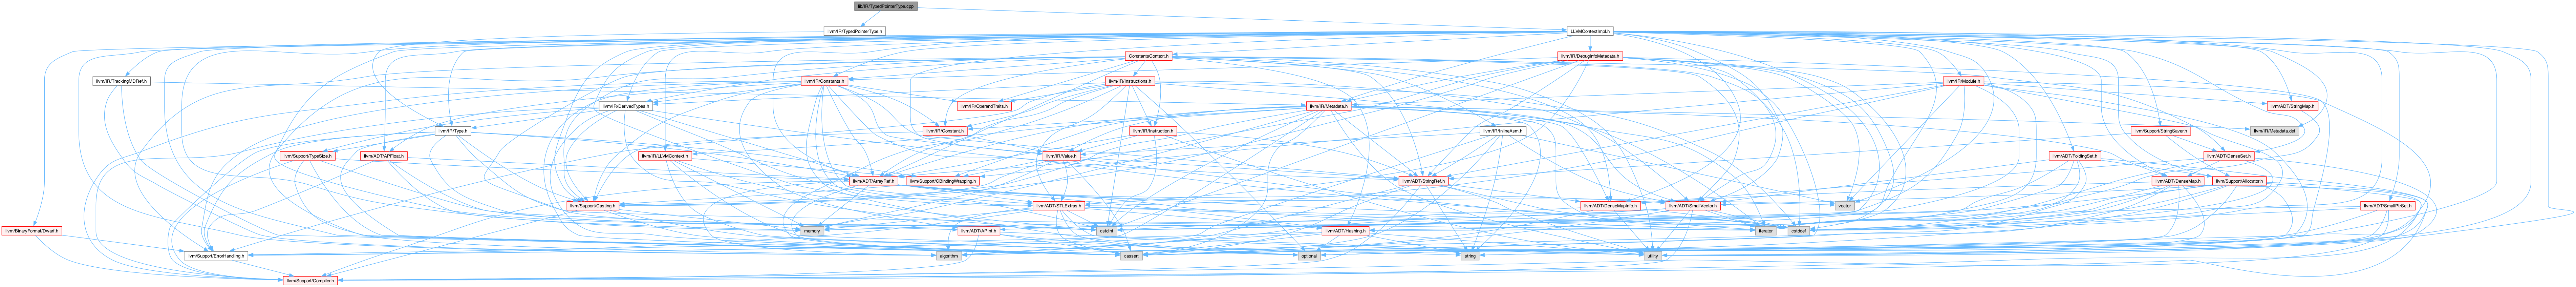 llvm/IR/TypedPointerType.cpp
llvm/IR/TypedPointerType.h
LLVMContextImpl.h
ConstantsContext.h
llvm/IR/DebugInfoMetadata.h
llvm/IR/TrackingMDRef.h
llvm/IR/Constants.h
llvm/IR/Instructions.h
llvm/IR/Module.h
llvm/IR/DerivedTypes.h
llvm/IR/OperandTraits.h
llvm/IR/Metadata.h
llvm/ADT/StringMap.h
llvm/IR/Type.h
llvm/IR/Constant.h
llvm/IR/Instruction.h
llvm/IR/InlineAsm.h
llvm/Support/StringSaver.h
llvm/IR/Metadata.def
llvm/Support/TypeSize.h
llvm/ADT/APFloat.h
llvm/IR/LLVMContext.h
llvm/IR/Value.h
llvm/ADT/FoldingSet.h
llvm/ADT/DenseSet.h
llvm/ADT/ArrayRef.h
llvm/Support/CBindingWrapping.h
llvm/ADT/StringRef.h
llvm/ADT/DenseMap.h
llvm/Support/Allocator.h
llvm/Support/Casting.h
llvm/ADT/STLExtras.h
llvm/ADT/DenseMapInfo.h
llvm/ADT/SmallVector.h
vector
llvm/ADT/SmallPtrSet.h
llvm/BinaryFormat/Dwarf.h
memory
llvm/ADT/APInt.h
cstdint
llvm/ADT/Hashing.h
iterator
cstddef
llvm/Support/ErrorHandling.h
algorithm
cassert
optional
string
utility
llvm/Support/Compiler.h